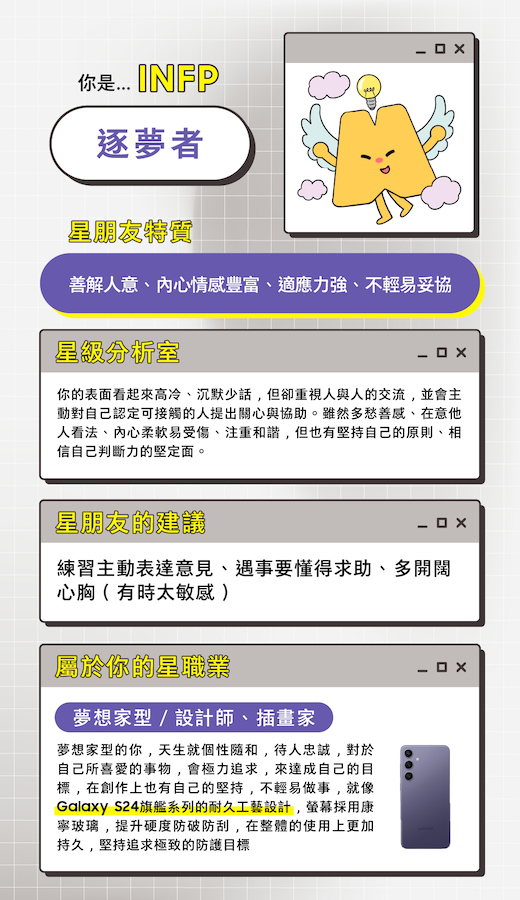 你是... INFP
逐夢者
星朋友特質
善解人意、內心情感豐富、適應力強、不輕易妥協
星級分析室
你的表面看起來高冷、沉默少話，但卻重視人與人的交流，並會主
動對自己認定可接觸的人提出關心與協助。雖然多愁善感、在意他
人看法、內心柔軟易受傷、注重和諧，但也有堅持自己的原則、相
信自己判斷力的堅定面。
星朋友的建議
練習主動表達意見、遇事要懂得求助、多開闊
心胸（有時太敏感）
屬於你的星職業
夢想家型 / 設計師、插畫家
夢想家型的你，天生就個性隨和，待人忠誠，對於
自己所喜愛的事物，會極力追求，來達成自己的目
標，在創作上也有自己的堅持，不輕易做事，就像
Galaxy S24旗艦系列的耐久工藝設計，螢幕採用康
寧玻璃，提升硬度防破防刮，在整體的使用上更加
持久，堅持追求極致的防護目標